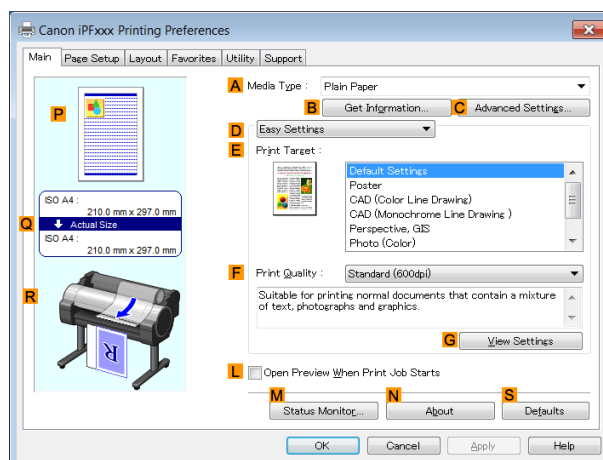 Canon iPFxxx Printing Preferences
Main Page Setup Layout Favorites Utility Support
A Media Type : Plain Paper
B Get Information... C Advanced Settings...
D Easy Settings
E Print Target :
Default Settings
Poster
CAD (Color Line Drawing)
CAD (Monochrome Line Drawing )
Perspective, GIS
Photo (Color)
P
Q
ISO A4 :
210.0 mm x 297.0 mm
Actual Size
ISO A4 :
210.0 mm x 297.0 mm
R
R
F Print Quality : Standard (600dpi)
Suitable for printing normal documents that contain a mixture
of text, photographs and graphics.
G View Settings
L Open Preview When Print Job Starts
M N S
Status Monitor... About Defaults
OK Cancel Apply Help